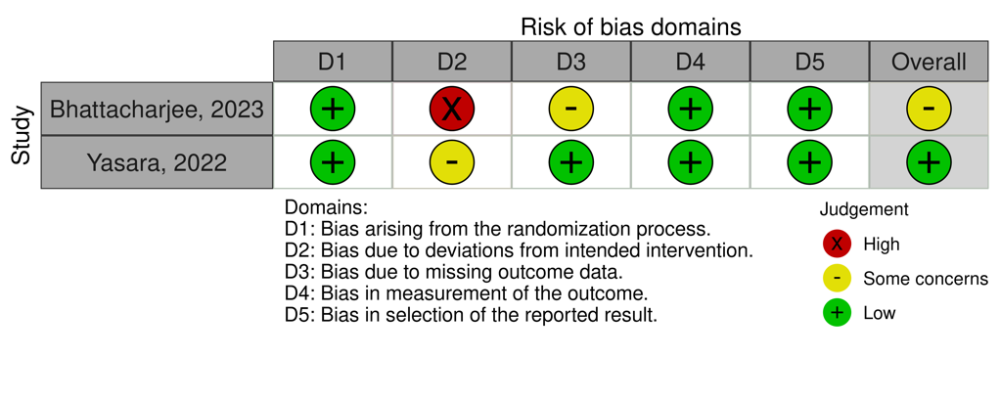 Risk of bias domains
D1 D2 D3 D4 D5 Overall
Study
Bhattacharjee, 2023 + X - + + -
Yasara, 2022 + - + + + +
Domains:
D1: Bias arising from the randomization process.
D2: Bias due to deviations from intended intervention.
D3: Bias due to missing outcome data.
D4: Bias in measurement of the outcome.
D5: Bias in selection of the reported result.
Judgement
X High
- Some concerns
+ Low